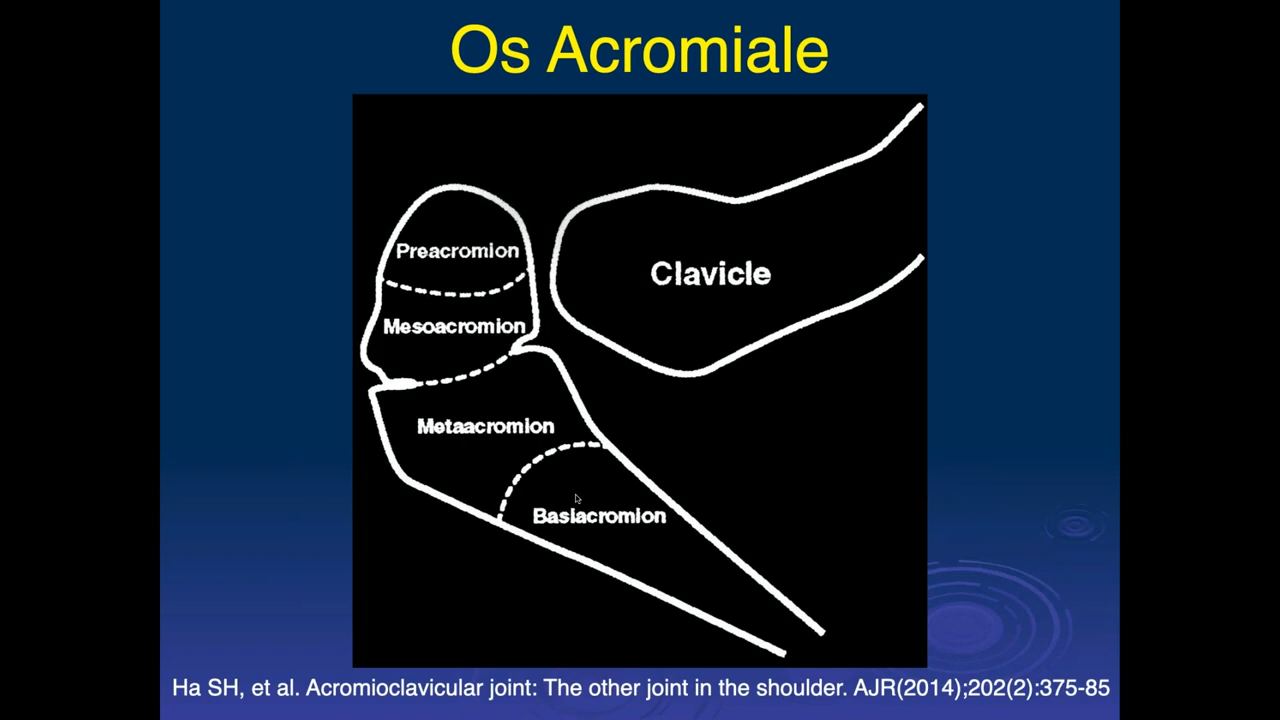 Os Acromiale
Preacromion
Clavicle
Mesoacromion
Metaacromion
Basiacromion
Ha SH, et al. Acromioclavicular joint: The other joint in the shoulder. AJR(2014);202(2):375-85